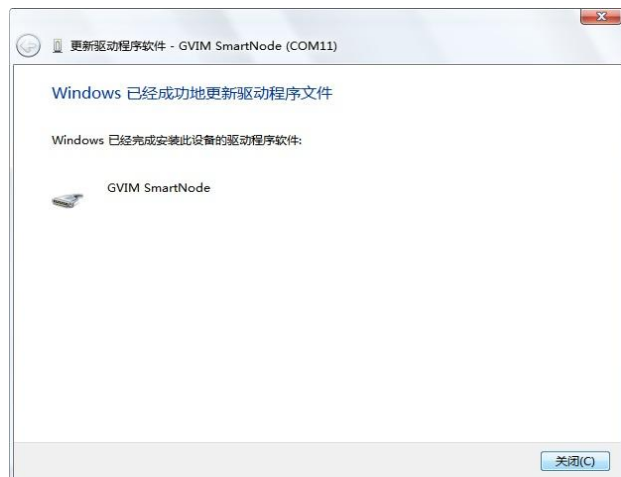 更新驱动程序软件 - GVIM SmartNode (COM11)
Windows 已经成功地更新驱动程序文件
Windows 已经完成安装此设备的驱动程序软件:
GVIM SmartNode
关闭(C)